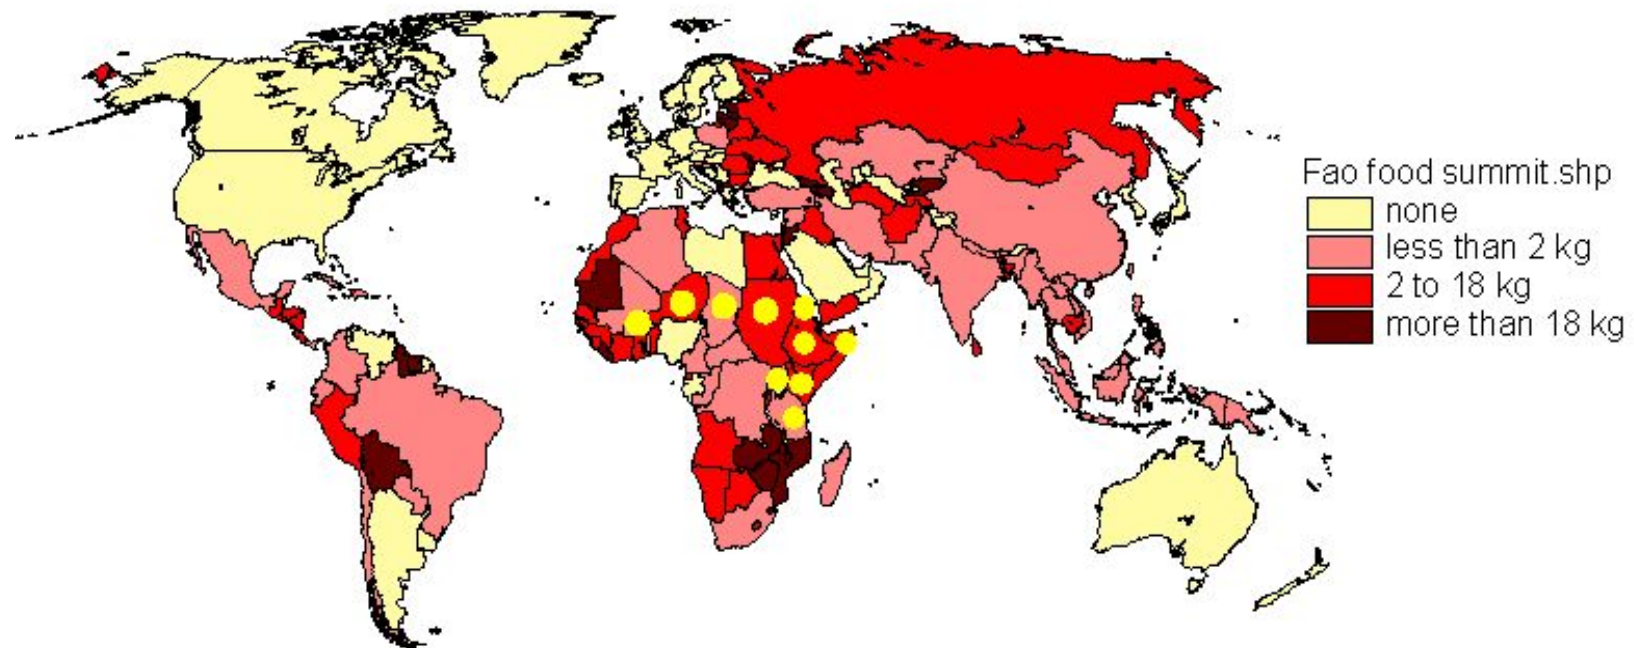 Fao food summit.shp
none
less than 2 kg
2 to 18 kg
more than 18 kg